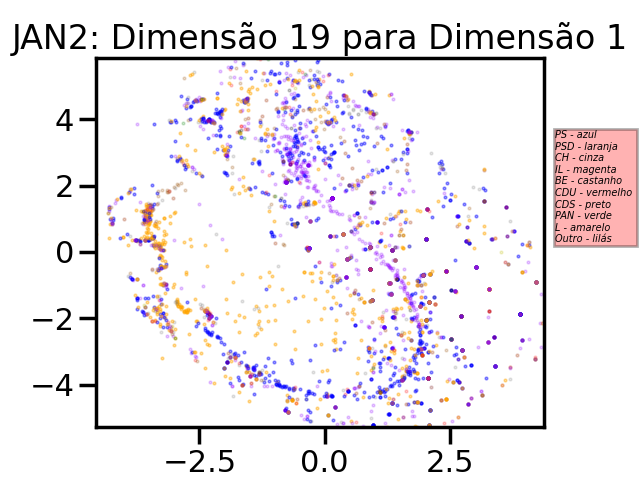 JAN2: Dimensão 19 para Dimensão 1
4
2
0
−2
−4
−2.5 0.0 2.5
PS - azul
PSD - laranja
CH - cinza
IL - magenta
BE - castanho
CDU - vermelho
CDS - preto
PAN - verde
L - amarelo
Outro - lilás